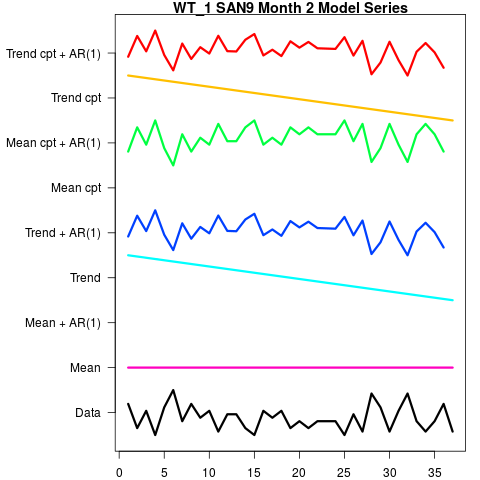 WT_1 SAN9 Month 2 Model Series
Trend cpt + AR(1)
Trend cpt
Mean cpt + AR(1)
Mean cpt
Trend + AR(1)
Trend
Mean + AR(1)
Mean
Data
0 5 10 15 20 25 30 35